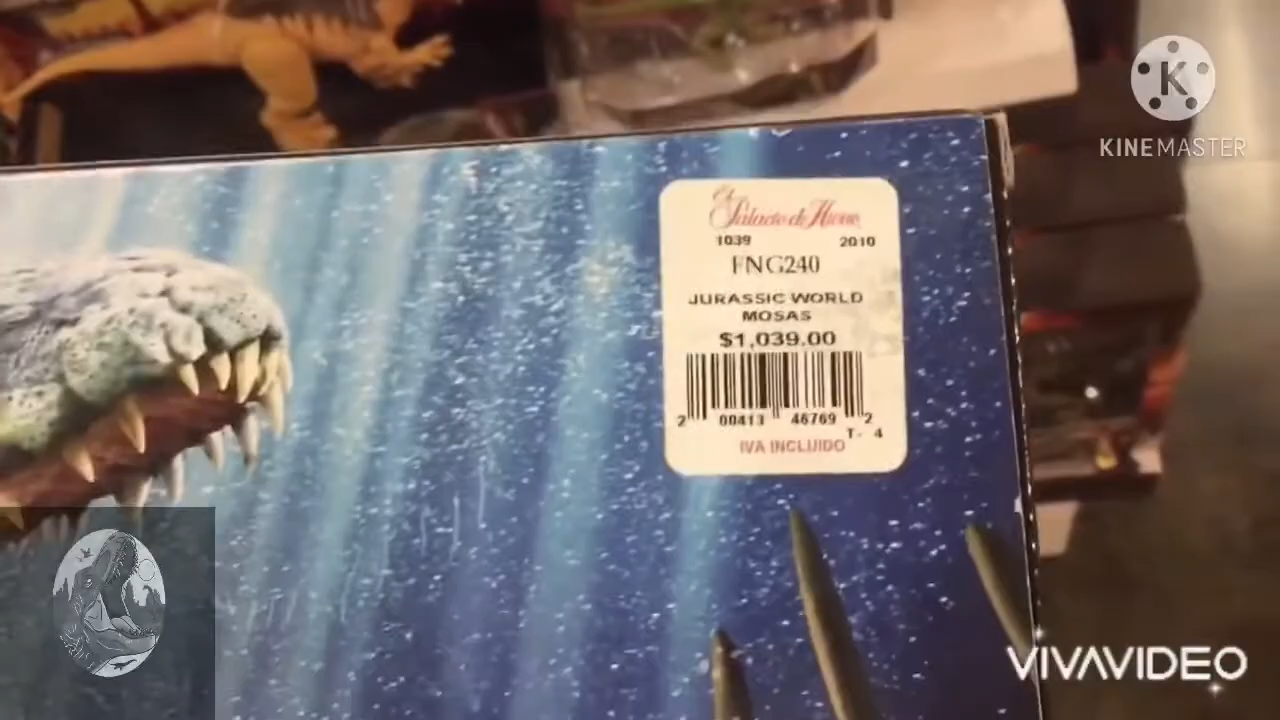 K
KINEMASTER
El Palacio de Hierro
1039 2010
FNG240
JURASSIC WORLD
MOSAS
$1,039.00
2 00413 46769 2
T- 4
IVA INCLUIDO
VIVAVIDEO